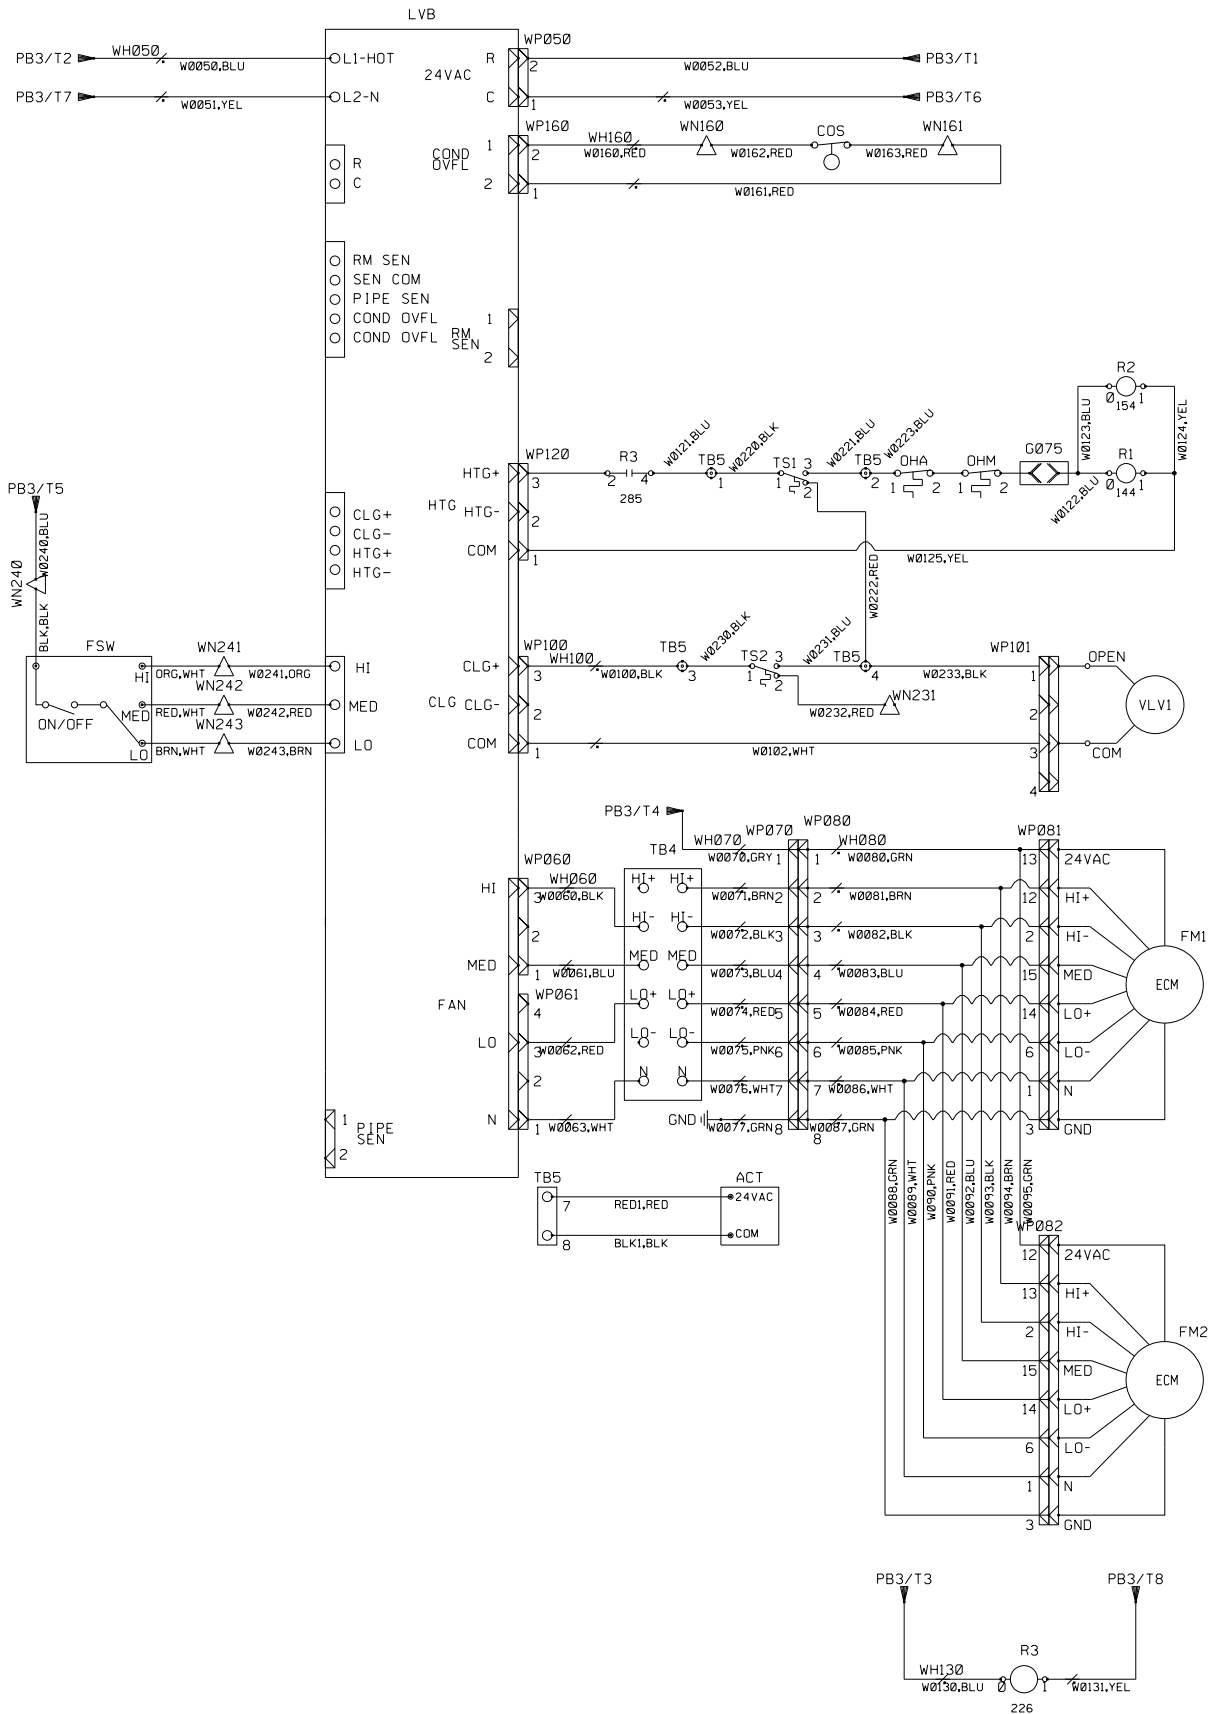 LVB
PB3/T2 WH050 W0050,BLU L1-HOT R WP050 2 W0052,BLU PB3/T1
24VAC
PB3/T7 W0051,YEL L2-N C 1 W0053,YEL PB3/T6
WP160
COND OVFL 1 2 WH160 W0160,RED WN160 W0162,RED COS W0163,RED WN161
2 1 W0161,RED
R
C
RM SEN
SEN COM
PIPE SEN
COND OVFL
COND OVFL
RM SEN 1
2
R2
0 154 1
W0123,BLU
W0124,YEL
WP120
HTG+ 3 2 R3 4 285 W0121,BLU TB5 1 W0220,BLK TS1 1 3 2 W0221,BLU TB5 2 W0223,BLU 1 OHA 2 1 OHM 2 G075 W0122,BLU R1 0 144 1
HTG HTG- 2
COM 1 W0125,YEL
W0222,RED
CLG+
CLG-
HTG+
HTG-
PB3/T5
W0240,BLU
WN240
BLK,BLK
FSW
ON/OFF
HI ORG,WHT WN241 W0241,ORG HI
MED RED,WHT WN242 W0242,RED MED
LO BRN,WHT WN243 W0243,BRN LO
WP100
CLG+ 3 WH100 W0100,BLK TB5 3 W0230,BLK TS2 1 3 2 W0231,BLU TB5 4 W0233,BLK WP101 1 OPEN
CLG CLG- 2 W0232,RED WN231 2 VLV1
COM 1 W0102,WHT 3 COM
4
PB3/T4
TB4
WH070 W0070,GRY WP070 1 WP080 1 WH080 W0080,GRN WP081 13 24VAC
WP060
HI 3 WH060 W0060,BLK HI+ HI+ W0071,BRN 2 2 W0081,BRN 12 HI+
2 HI- HI- W0072,BLK 3 3 W0082,BLK 2 HI-
FM1
ECM
MED 1 W0061,BLU MED MED W0073,BLU 4 4 W0083,BLU 15 MED
FAN
WP061
4 LO+ LO+ W0074,RED 5 5 W0084,RED 14 LO+
LO 3 W0062,RED LO- LO- W0075,PNK 6 6 W0085,PNK 6 LO-
2 N N W0076,WHT 7 7 W0086,WHT 1 N
N 1 W0063,WHT GND W0077,GRN 8 8 W0087,GRN 3 GND
PIPE SEN 1
2
TB5
7 RED1,RED ACT 24VAC
8 BLK1,BLK COM
W0088,GRN
W0089,WHT
W090,PNK
W0091,RED
W0092,BLU
W0093,BLK
W0094,BRN
W0095,GRN
WP082
12 24VAC
13 HI+
2 HI-
FM2
15 MED
ECM
14 LO+
6 LO-
1 N
3 GND
PB3/T3
PB3/T8
R3
WH130
W0130,BLU 0 1 W0131,YEL
226